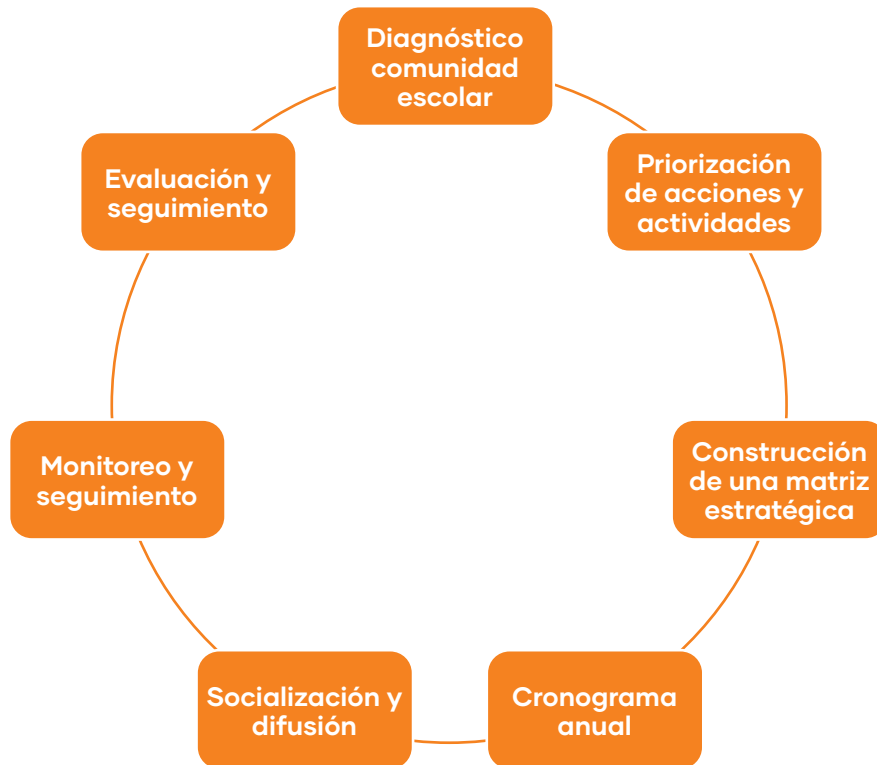 Diagnóstico
comunidad
escolar
Priorización
de acciones y
actividades
Construcción
de una matriz
estratégica
Cronograma
anual
Socialización y
difusión
Monitoreo y
seguimiento
Evaluación y
seguimiento